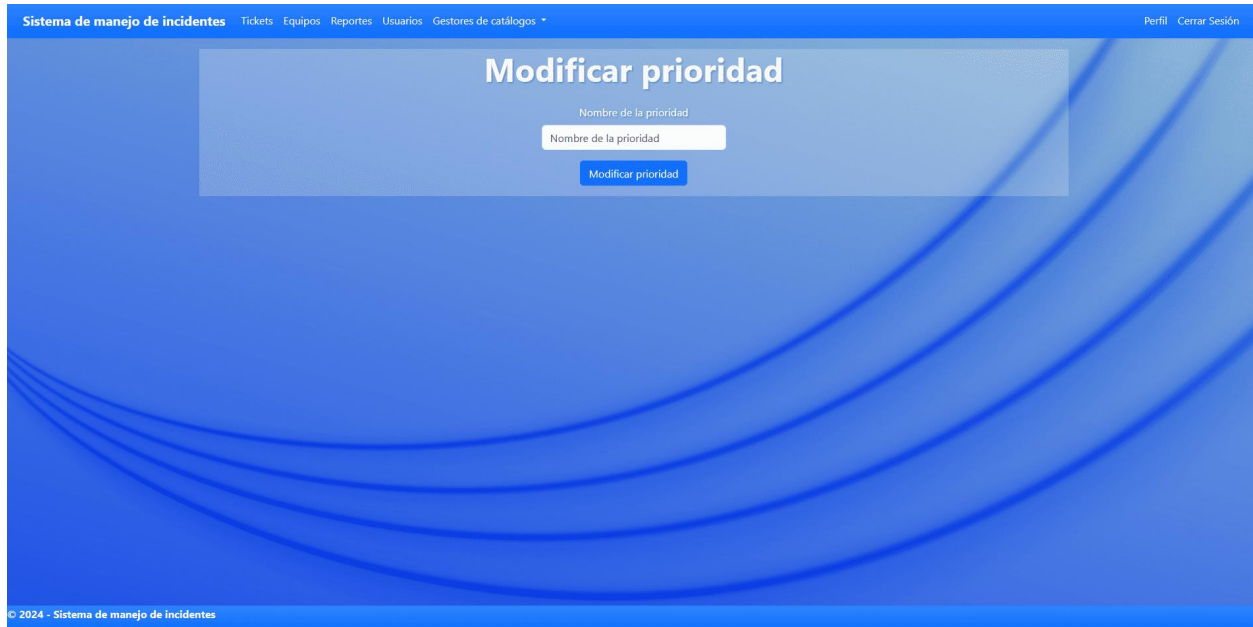 Sistema de manejo de incidentes Tickets Equipos Reportes Usuarios Gestores de catálogos Perfil Cerrar Sesión
Modificar prioridad
Nombre de la prioridad
Nombre de la prioridad
Modificar prioridad
© 2024 - Sistema de manejo de incidentes